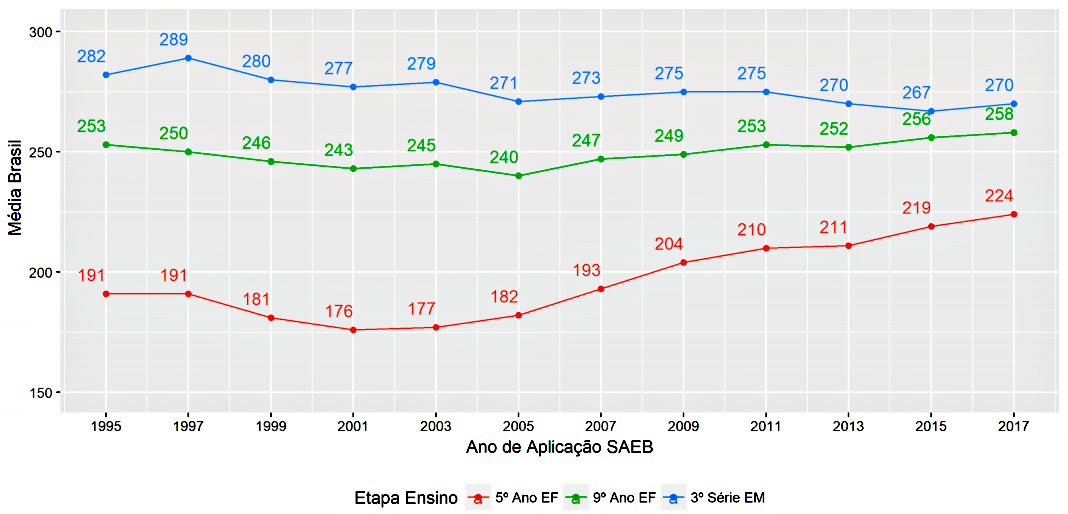 300
282 289 280 277 279 271 273 275 275 270 267 270
253 250 246 243 245 240 247 249 253 252 256 258
250
Média Brasil
191 191 181 176 177 182 193 204 210 211 219 224
200
150
1995 1997 1999 2001 2003 2005 2007 2009 2011 2013 2015 2017
Ano de Aplicação SAEB
Etapa Ensino a 5º Ano EF a 9º Ano EF a 3º Série EM